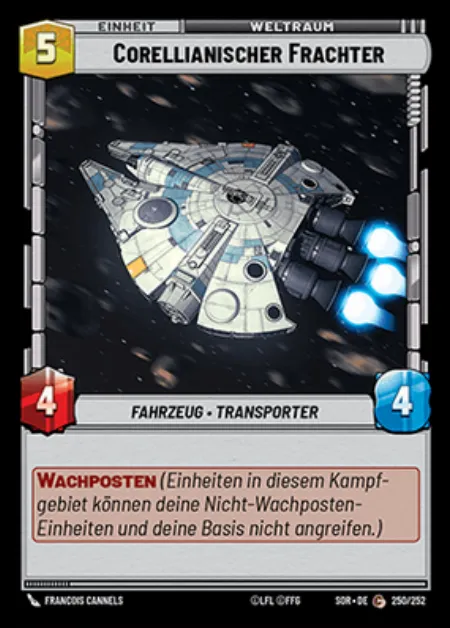 5
EINHEIT
WELTRAUM
CORELLIANISCHER FRACHTER
4
FAHRZEUG • TRANSPORTER
4
WACHPOSTEN (Einheiten in diesem Kampf-
gebiet können deine Nicht-Wachposten-
Einheiten und deine Basis nicht angreifen.)
FRANCOIS CANNELS
©LFL ©FFG
SOR • DE
C
250/252